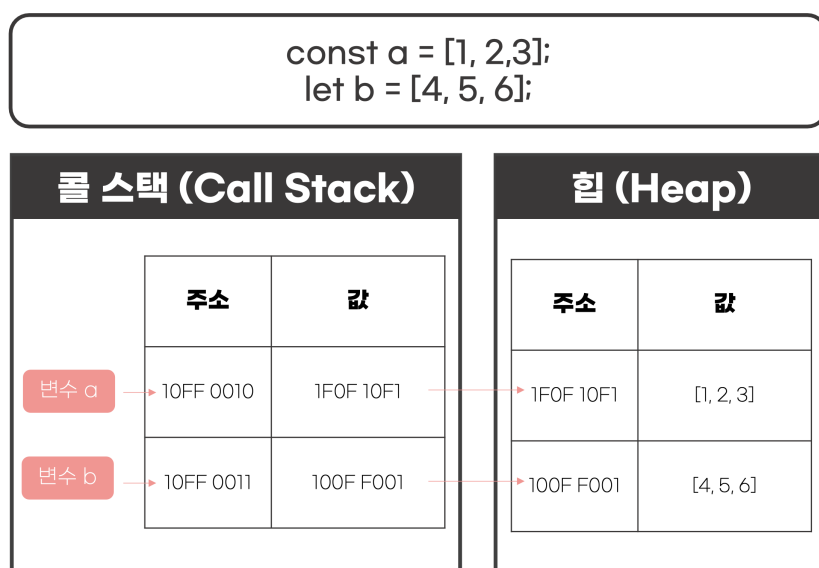 const a = [1, 2,3];
let b = [4, 5, 6];
콜 스택 (Call Stack)
힙 (Heap)
주소 값
변수 a 10FF 0010 1F0F 10F1
변수 b 10FF 0011 100F F001
주소 값
1F0F 10F1 [1, 2, 3]
100F F001 [4, 5, 6]